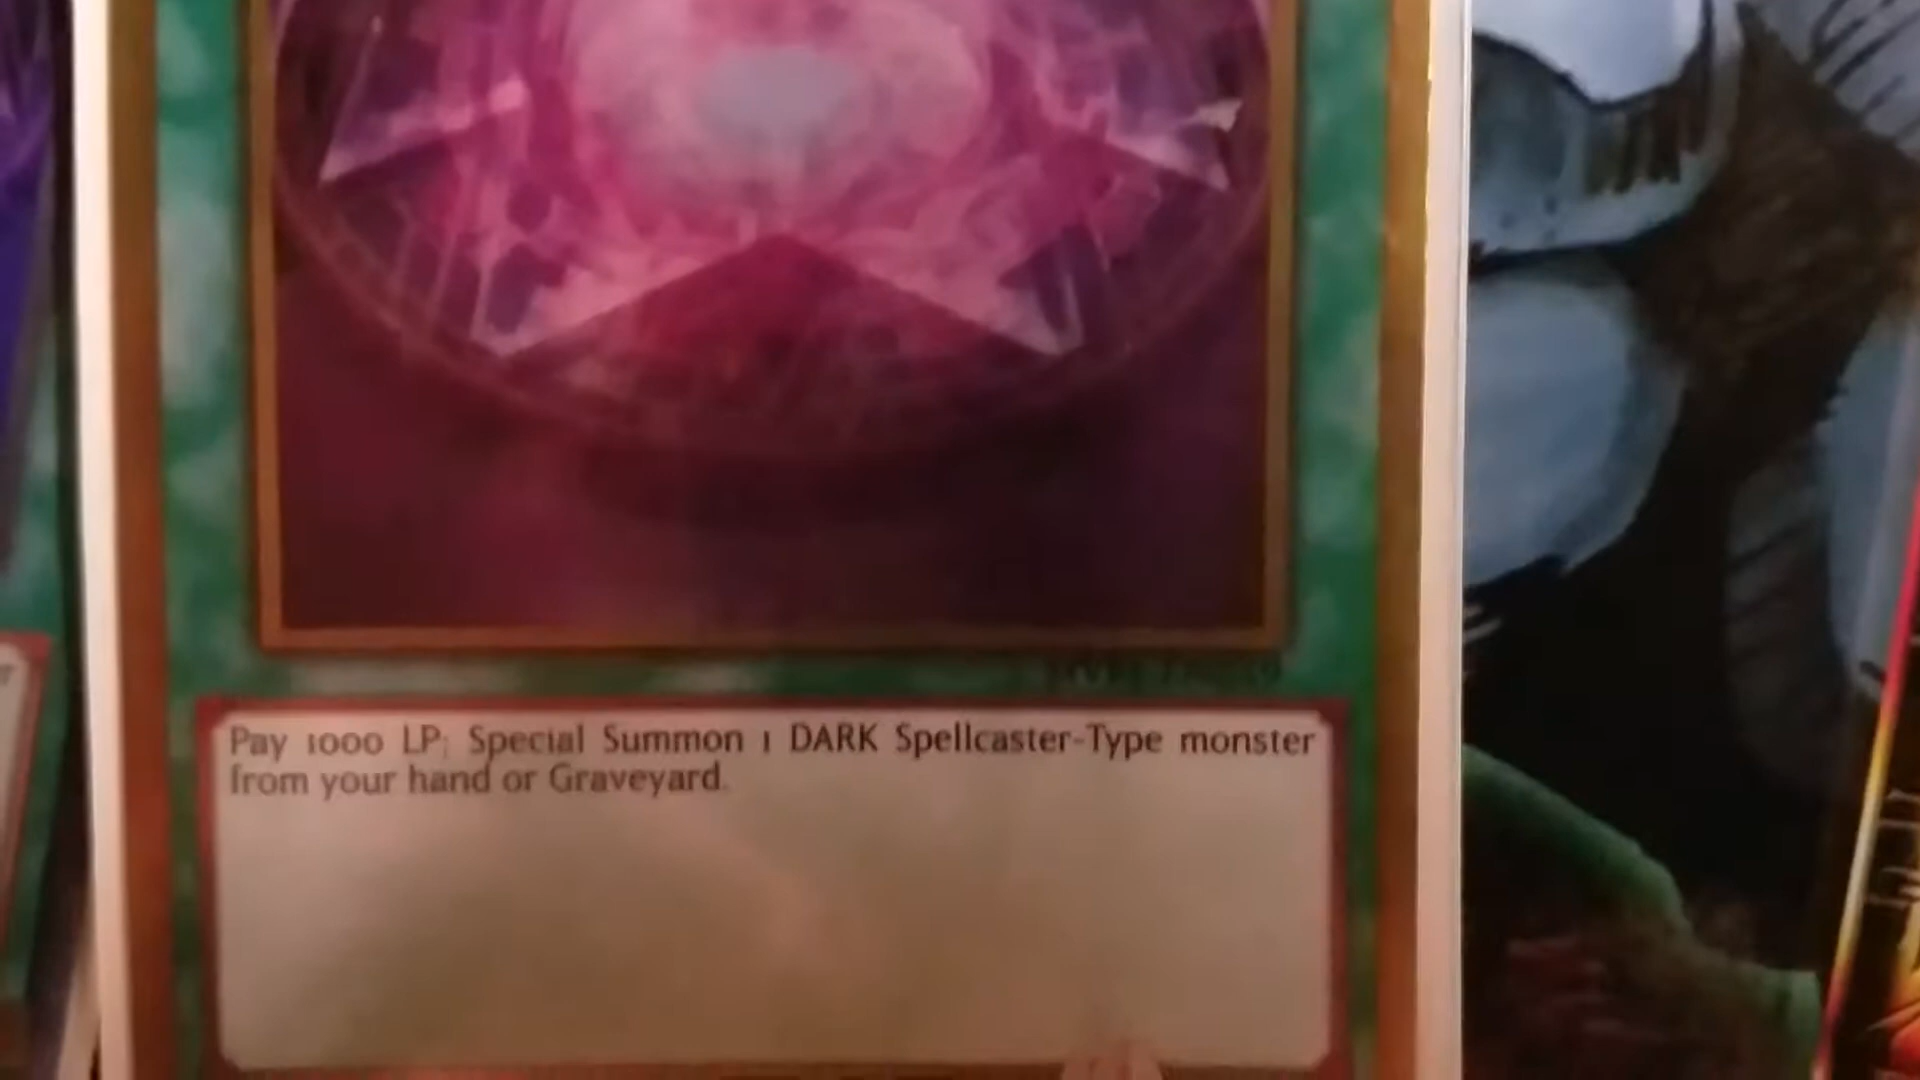 Pay 1000 LP; Special Summon 1 DARK Spellcaster-Type monster
from your hand or Graveyard.